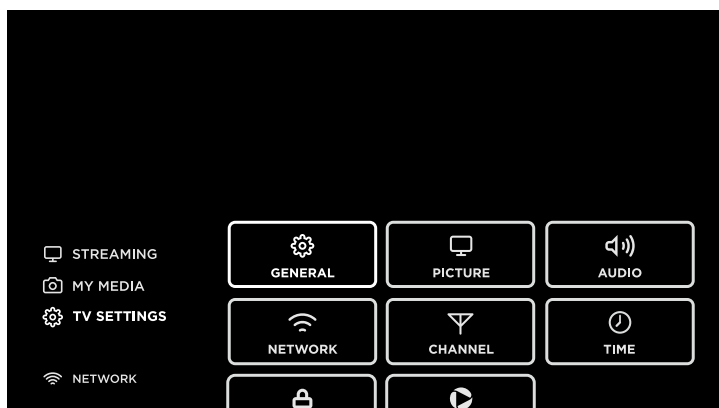 STREAMING
MY MEDIA
TV SETTINGS
NETWORK
GENERAL
PICTURE
AUDIO
NETWORK
CHANNEL
TIME